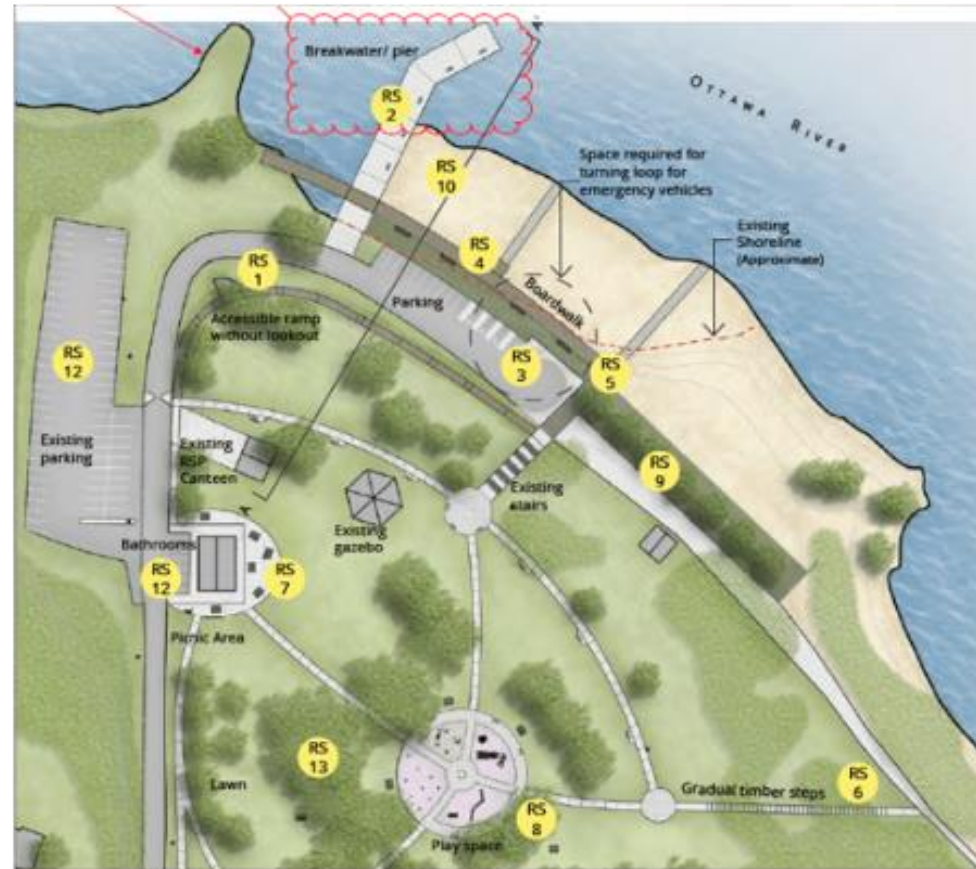 Breakwater/ pier
A'
RS
2
OTTAWA RIVER
RS
10
Space required for
turning loop for
emergency vehicles
Existing
Shoreline
(Approximate)
RS
4
RS
1
Parking
Boardwalk
Accessible ramp
without lookout
RS
3
RS
5
RS
12
Existing
parking
Existing
RSP
Canteen
RS
9
Existing
stairs
A
Existing
gazebo
Bathrooms
RS
12
RS
7
Picnic Area
RS
13
Lawn
RS
6
Gradual timber steps
RS
8
Play space